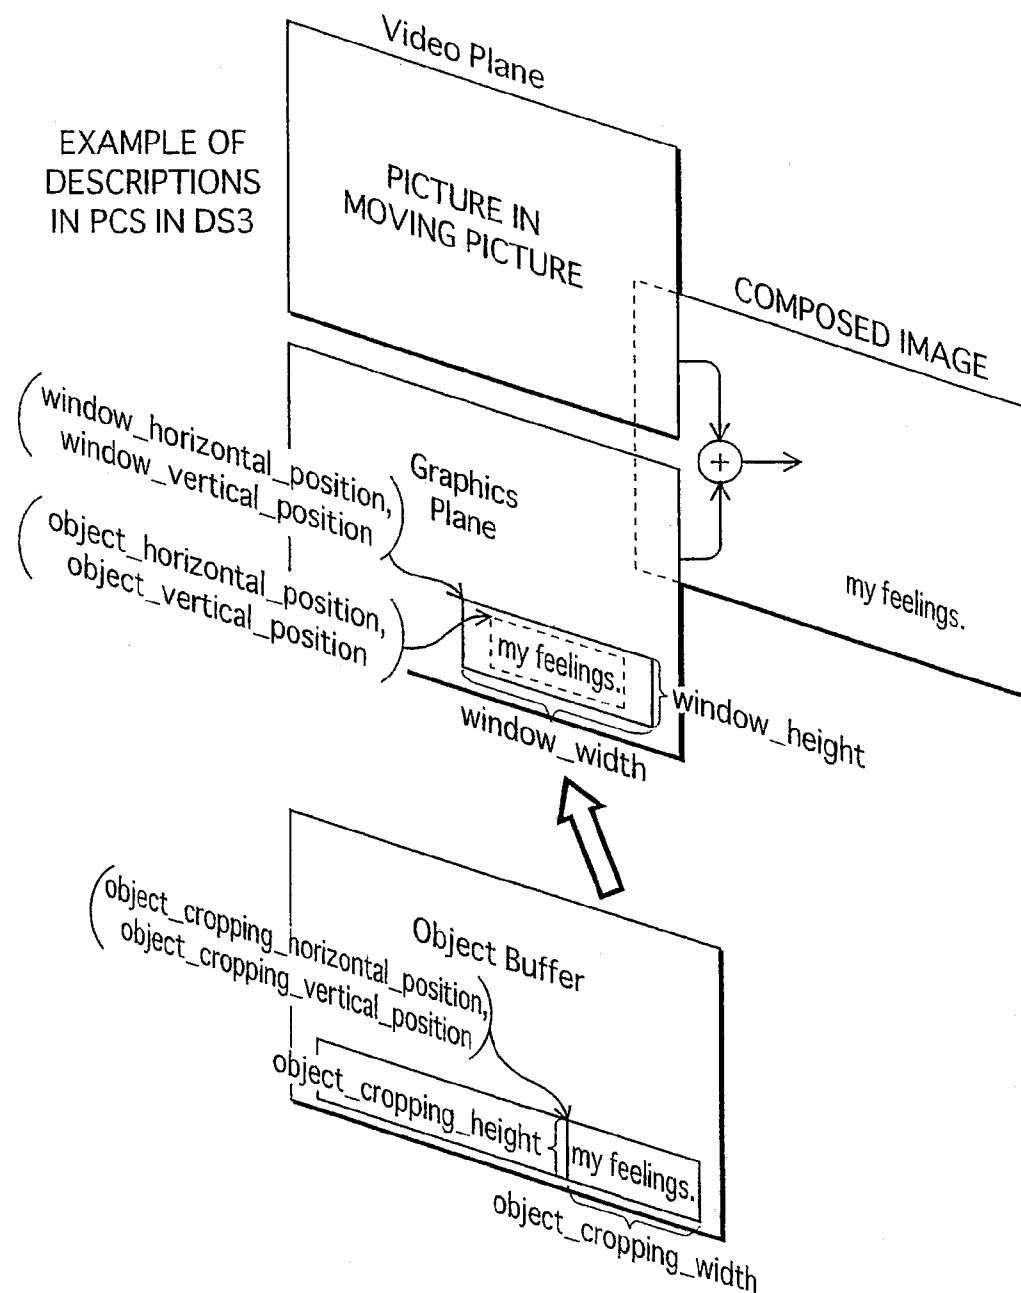 Video Plane
EXAMPLE OF
DESCRIPTIONS
IN PCS IN DS3
PICTURE IN
MOVING PICTURE
COMPOSED IMAGE
(window_horizontal_position,
window_vertical_position)
Graphics
Plane
(object_horizontal_position,
object_vertical_position)
my feelings.
my feelings.
window_height
window_width
Object Buffer
(object_cropping_horizontal_position,
object_cropping_vertical_position)
object_cropping_height
my feelings.
object_cropping_width